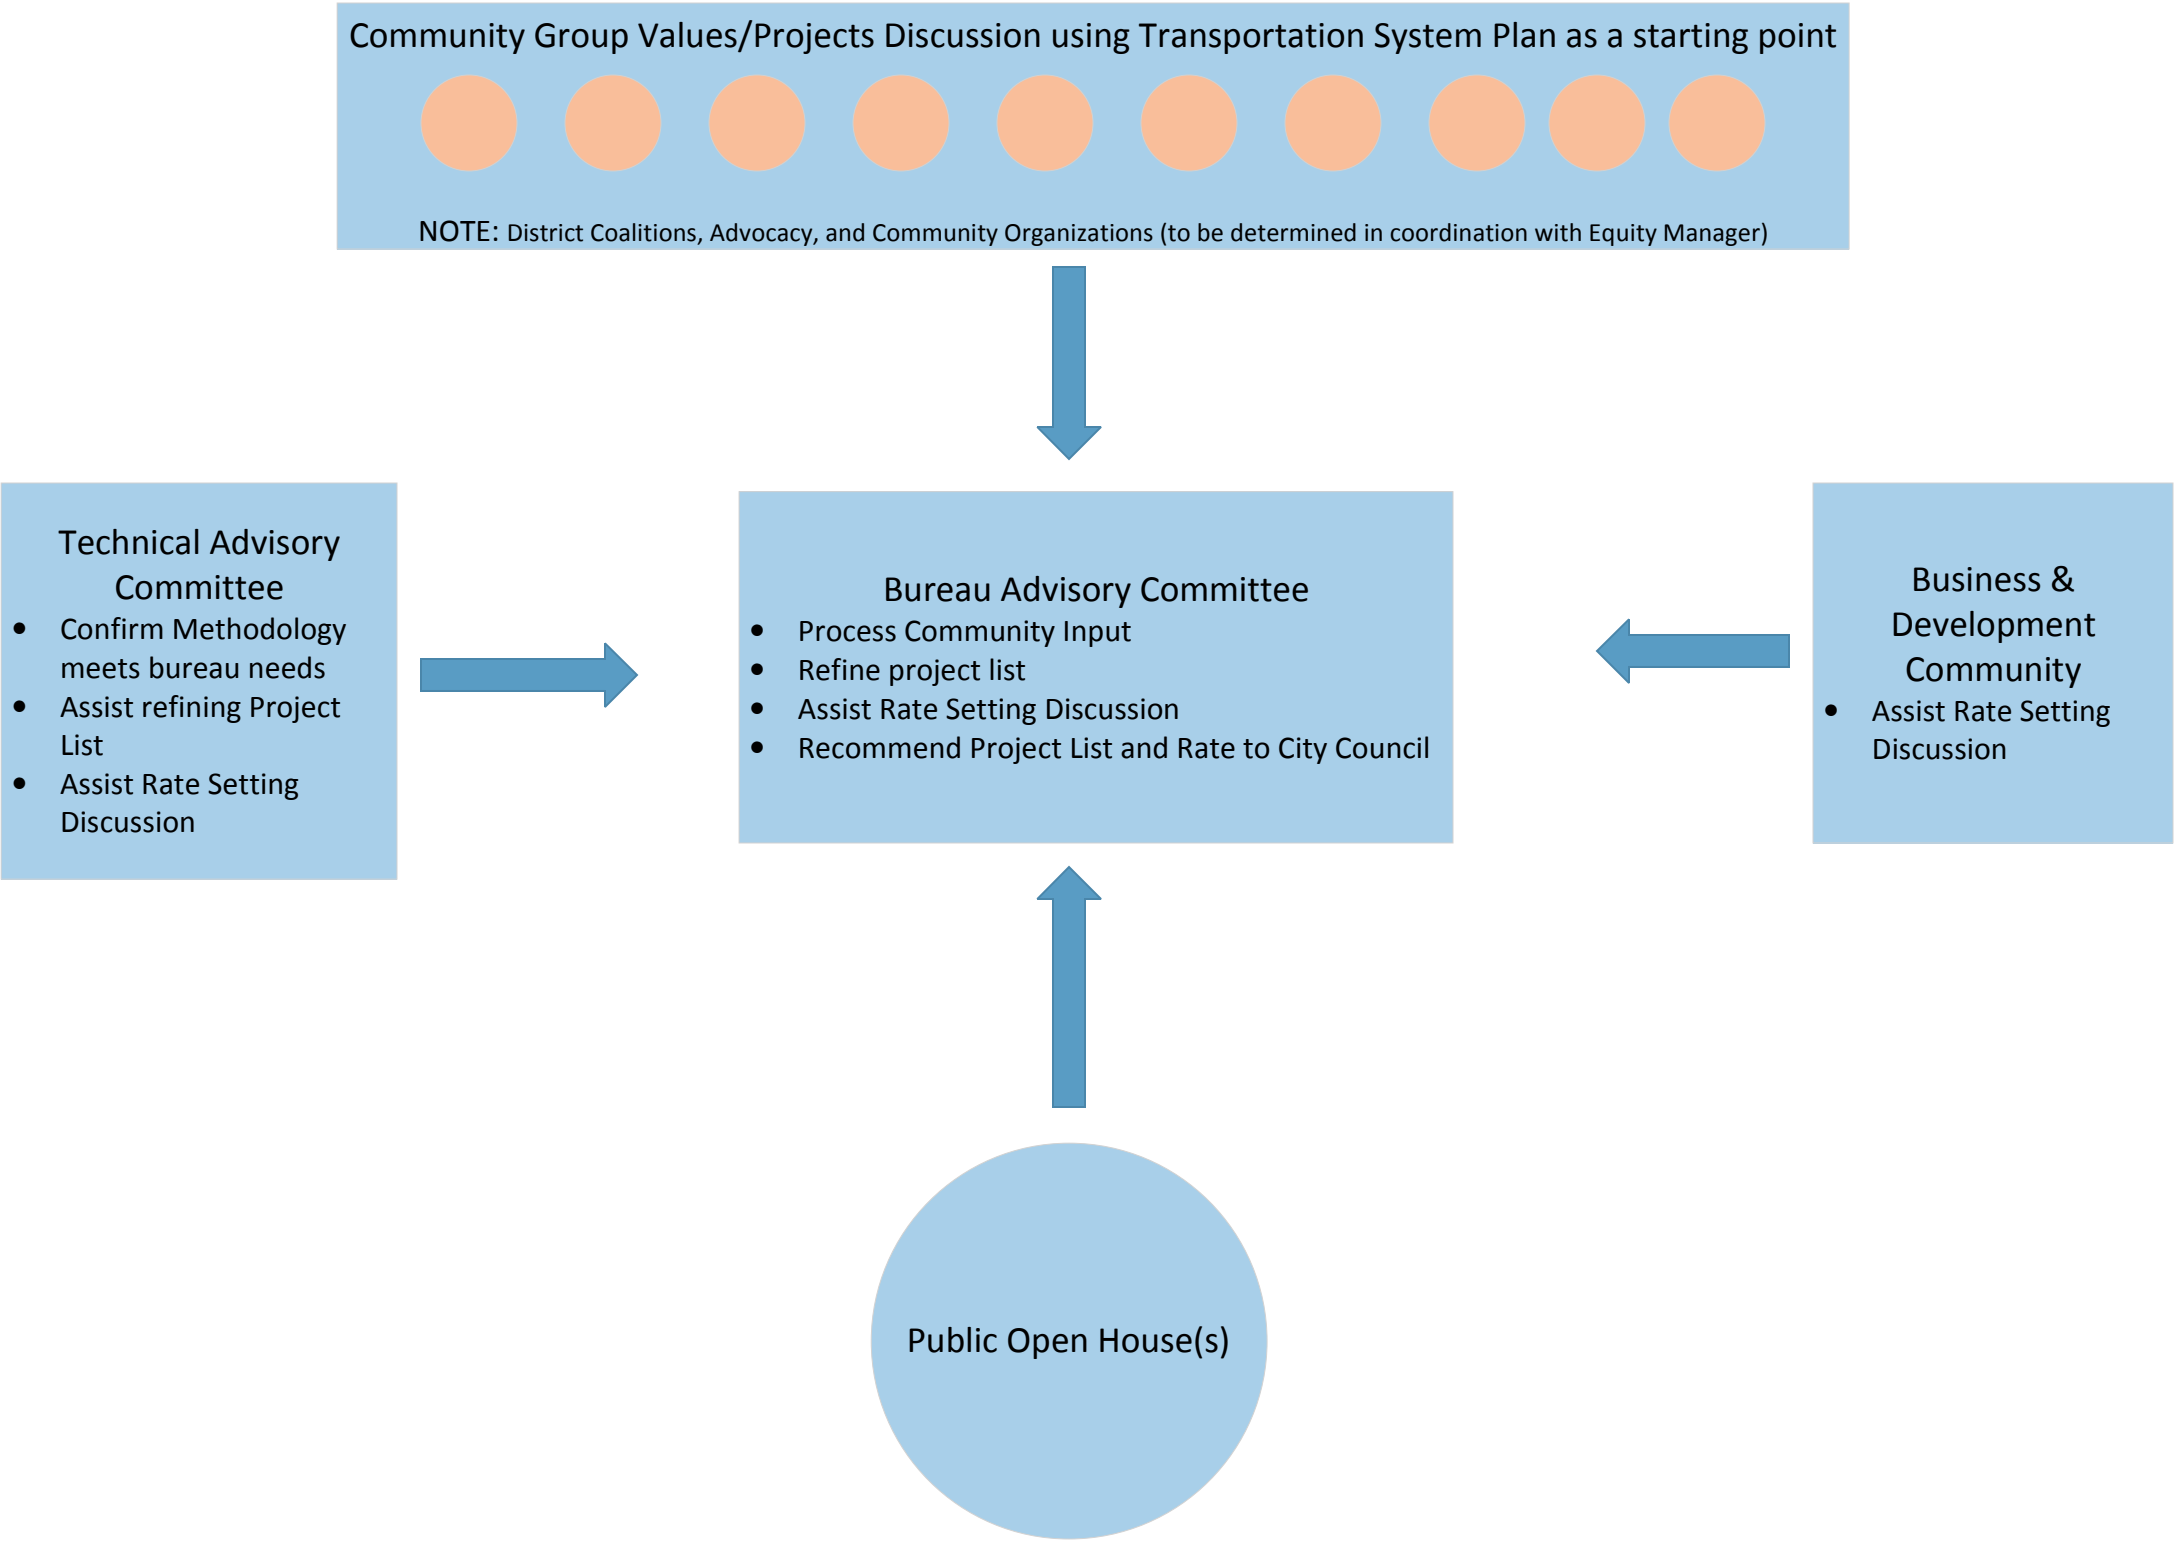 Community Group Values/Projects Discussion using Transportation System Plan as a starting point
NOTE: District Coalitions, Advocacy, and Community Organizations (to be determined in coordination with Equity Manager)
Technical Advisory
Committee
• Confirm Methodology
meets bureau needs
• Assist refining Project
List
• Assist Rate Setting
Discussion
Bureau Advisory Committee
• Process Community Input
• Refine project list
• Assist Rate Setting Discussion
• Recommend Project List and Rate to City Council
Business &
Development
Community
• Assist Rate Setting
Discussion
Public Open House(s)